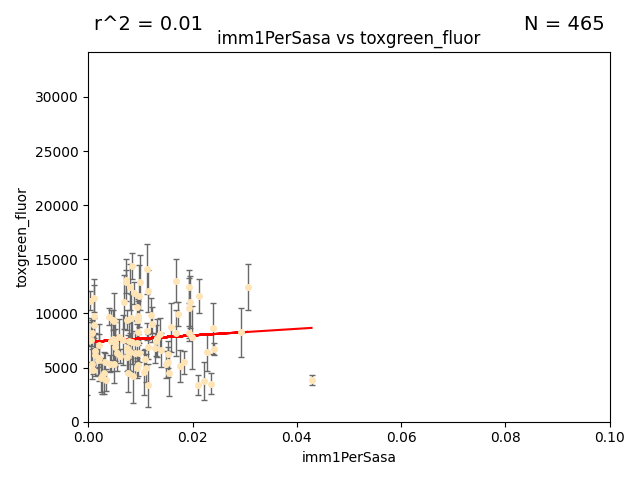 r^2 = 0.01
N = 465
imm1PerSasa vs toxgreen_fluor
30000
25000
20000
15000
10000
5000
0
toxgreen_fluor
0.00 0.02 0.04 0.06 0.08 0.10
imm1PerSasa